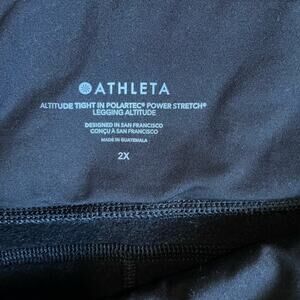 ATHLETA
ALTITUDE TIGHT IN POLARTEC® POWER STRETCH®
LEGGING ALTITUDE
DESIGNED IN SAN FRANCISCO
CONÇU À SAN FRANCISCO
MADE IN GUATEMALA
2X